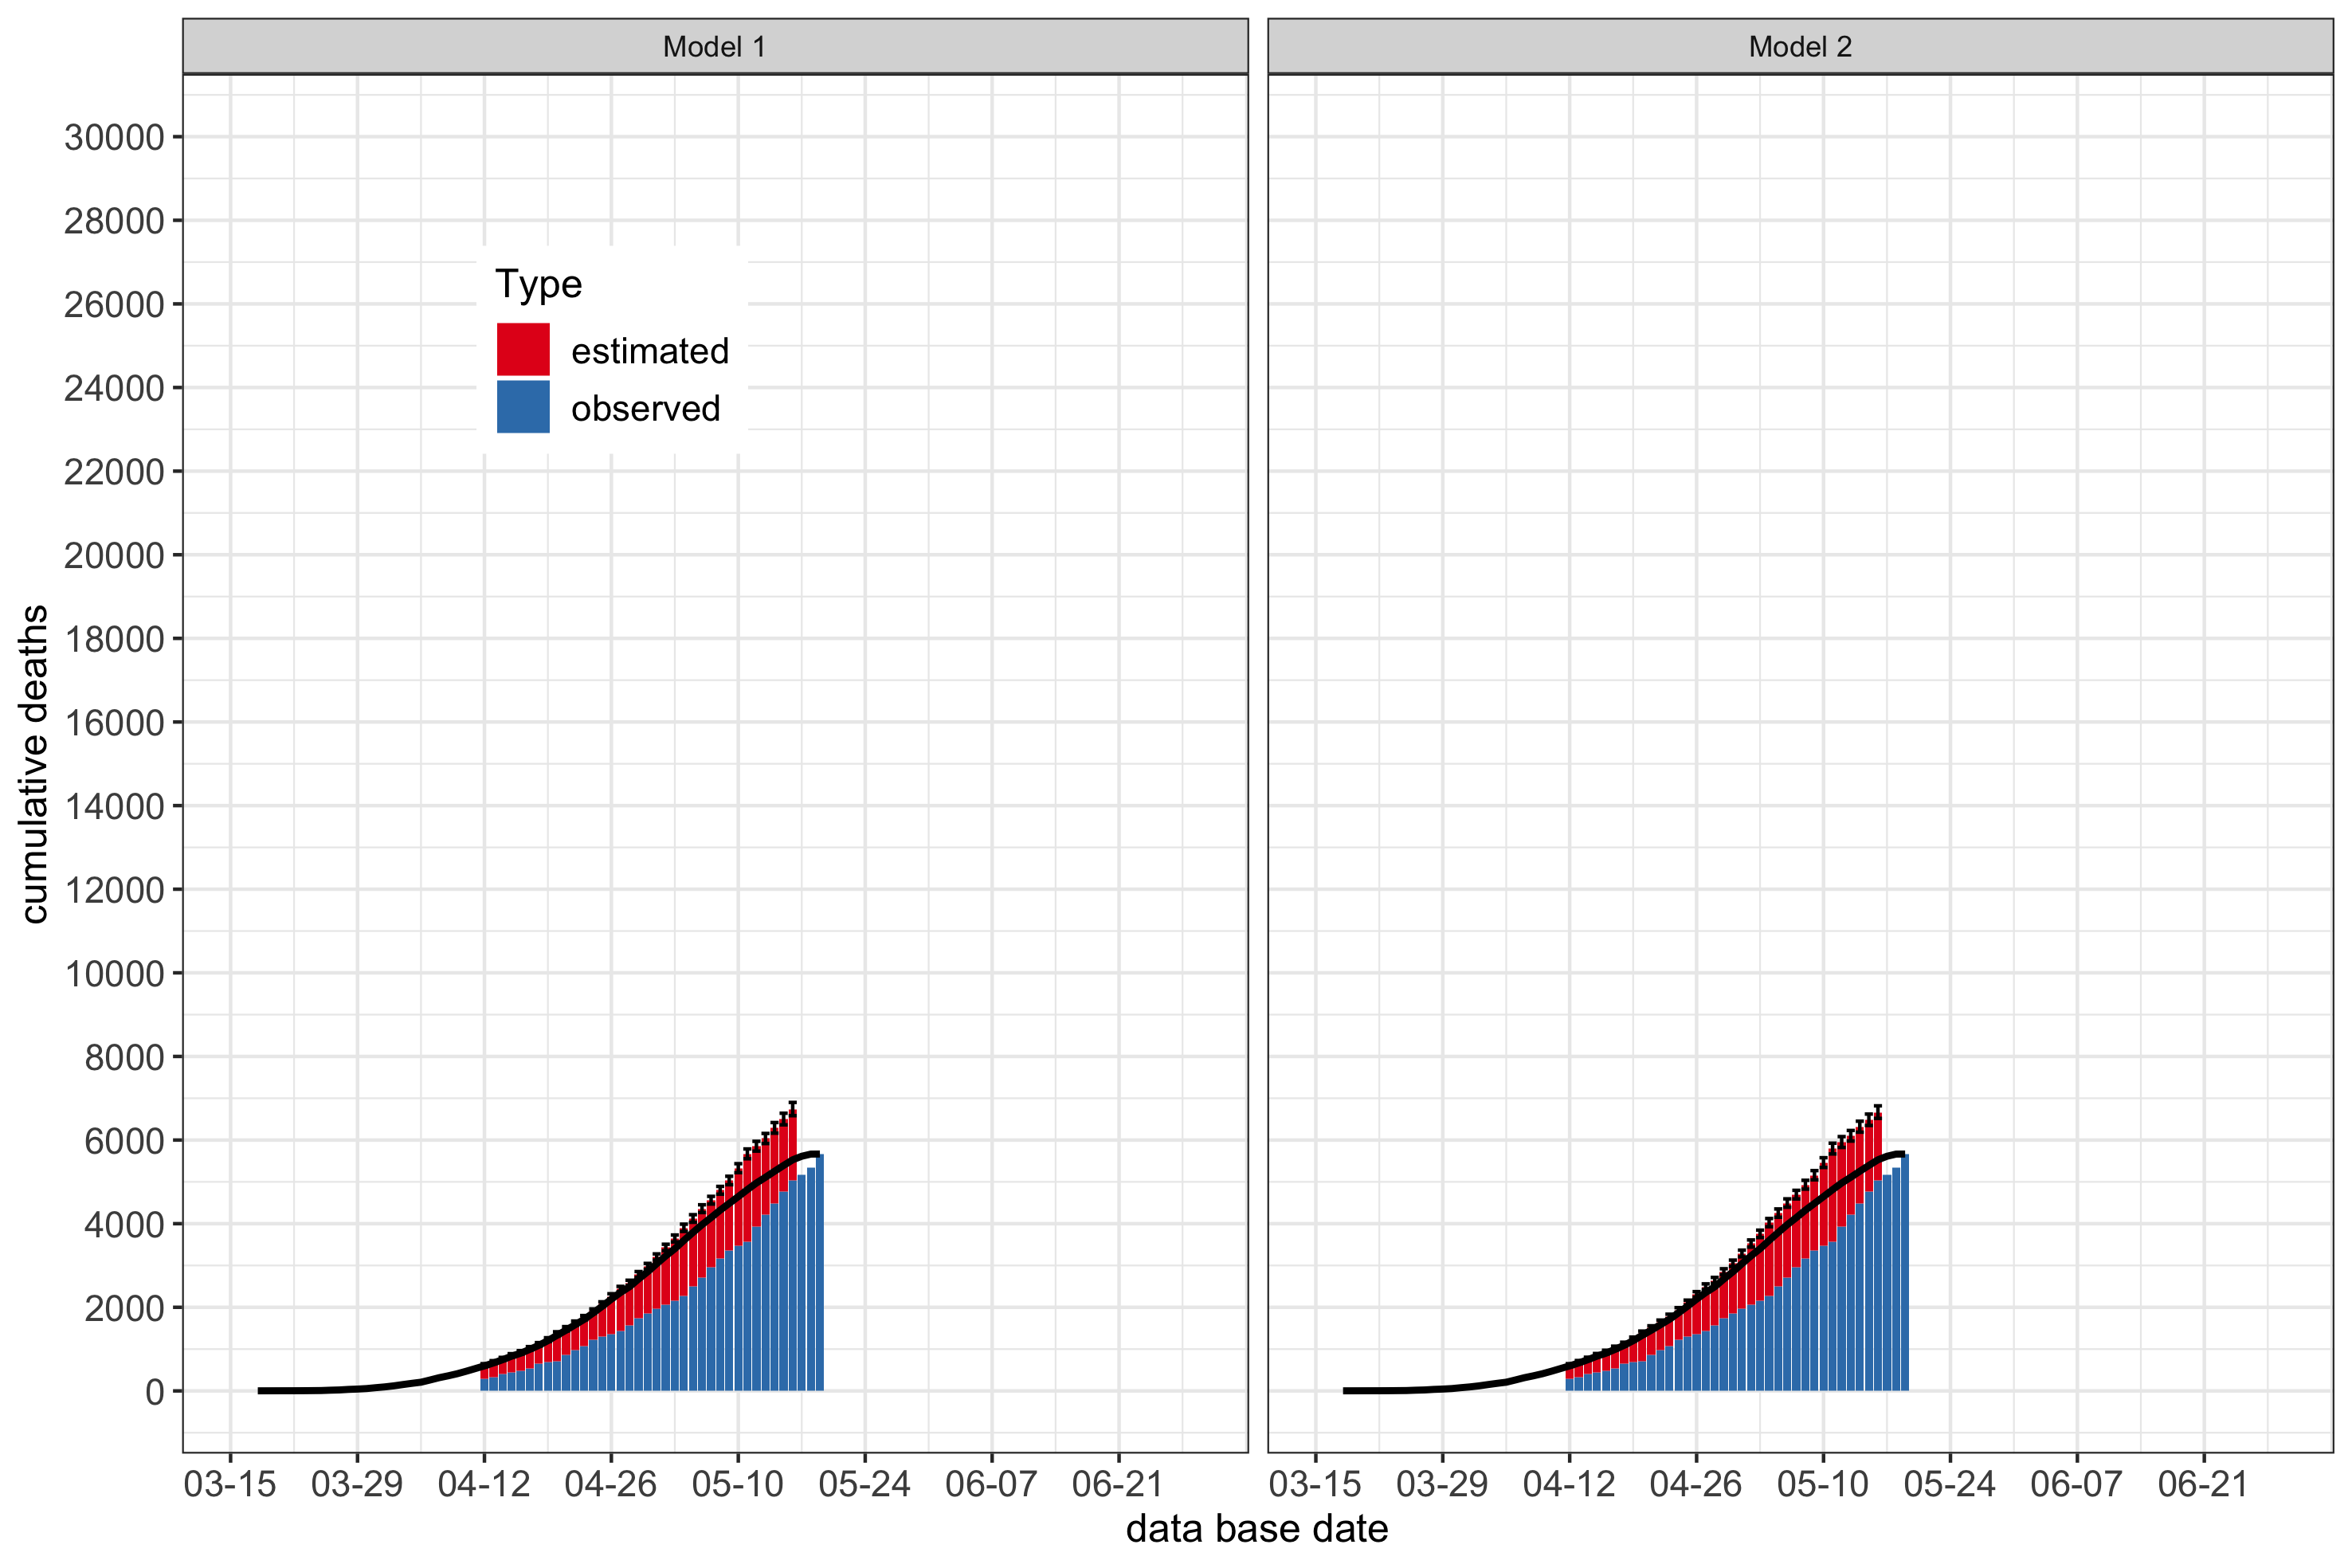 Model 1
Model 2
cumulative deaths
30000
28000
26000
24000
22000
20000
18000
16000
14000
12000
10000
8000
6000
4000
2000
0
Type
estimated
observed
03-15 03-29 04-12 04-26 05-10 05-24 06-07 06-21
03-15 03-29 04-12 04-26 05-10 05-24 06-07 06-21
data base date